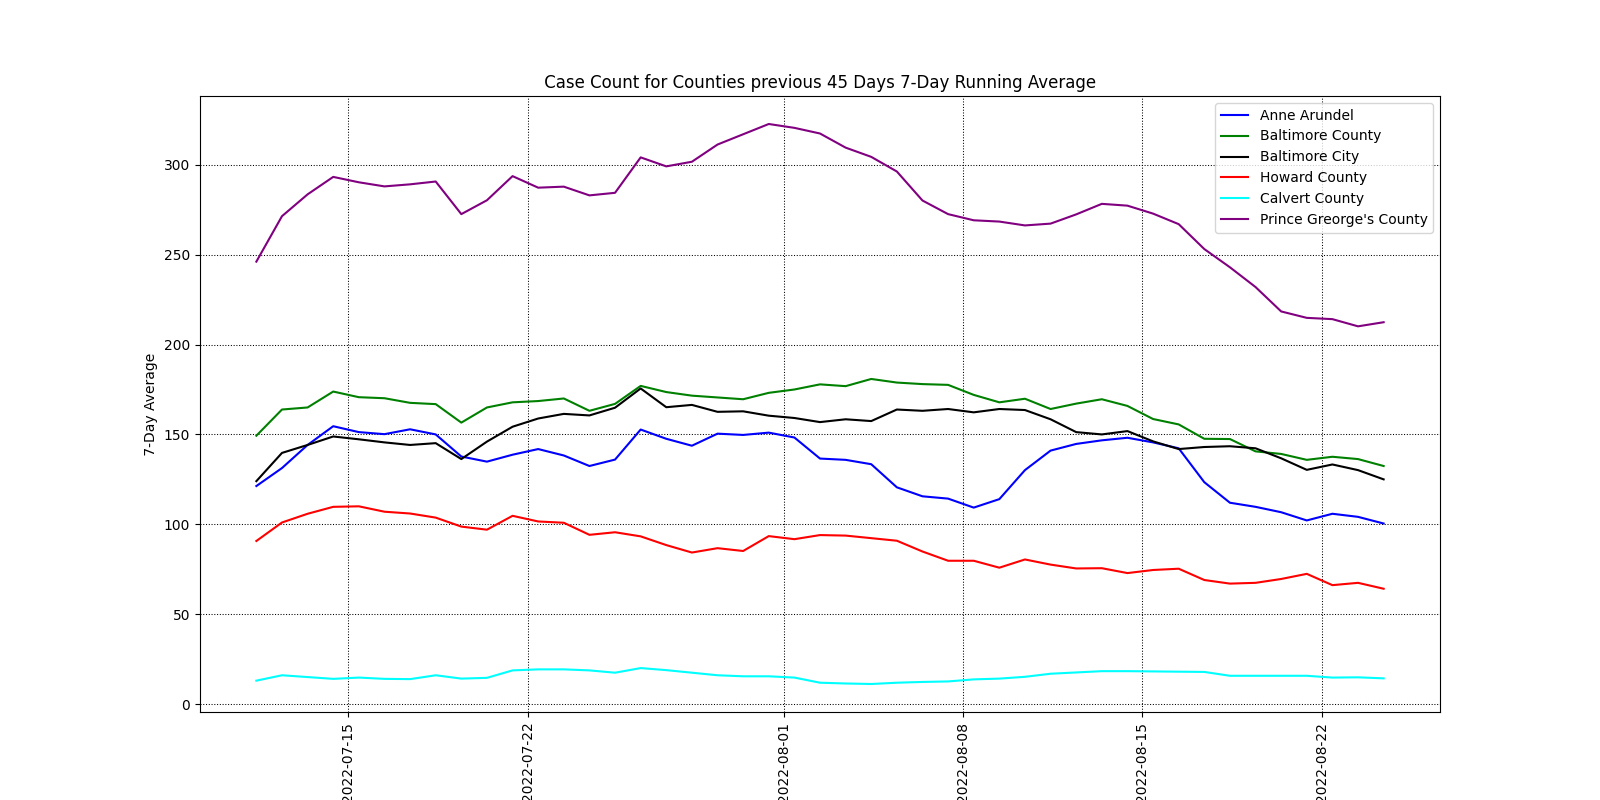 Case Count for Counties previous 45 Days 7-Day Running Average
Anne Arundel
Baltimore County
Baltimore City
Howard County
Calvert County
Prince Greorge's County
7-Day Average
300
250
200
150
100
50
0
2022-07-15
2022-07-22
2022-08-01
2022-08-08
2022-08-15
2022-08-22